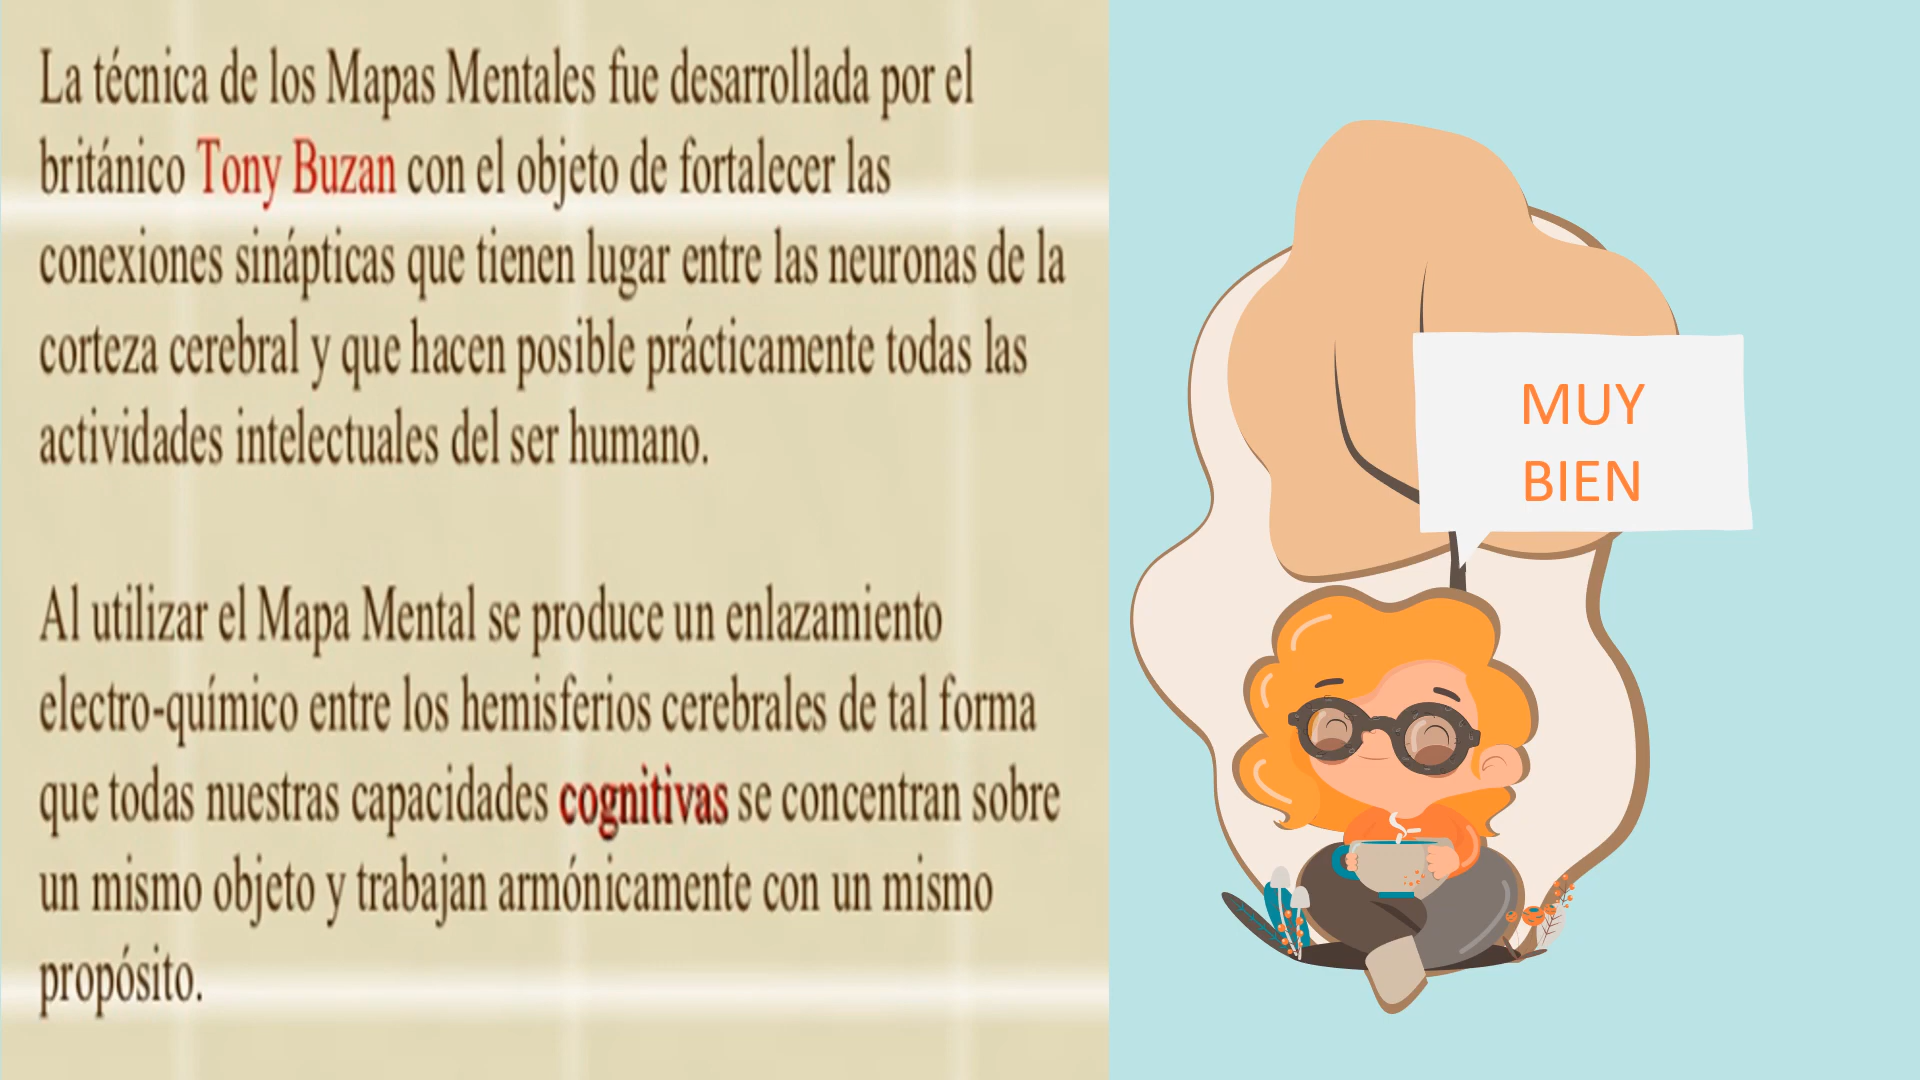 La técnica de los Mapas Mentales fue desarrollada por el
británico Tony Buzan con el objeto de fortalecer las
conexiones sinápticas que tienen lugar entre las neuronas de la
corteza cerebral y que hacen posible prácticamente todas las
actividades intelectuales del ser humano.
Al utilizar el Mapa Mental se produce un enlazamiento
electro-químico entre los hemisferios cerebrales de tal forma
que todas nuestras capacidades cognitivas se concentran sobre
un mismo objeto y trabajan armónicamente con un mismo
propósito.
MUY
BIEN